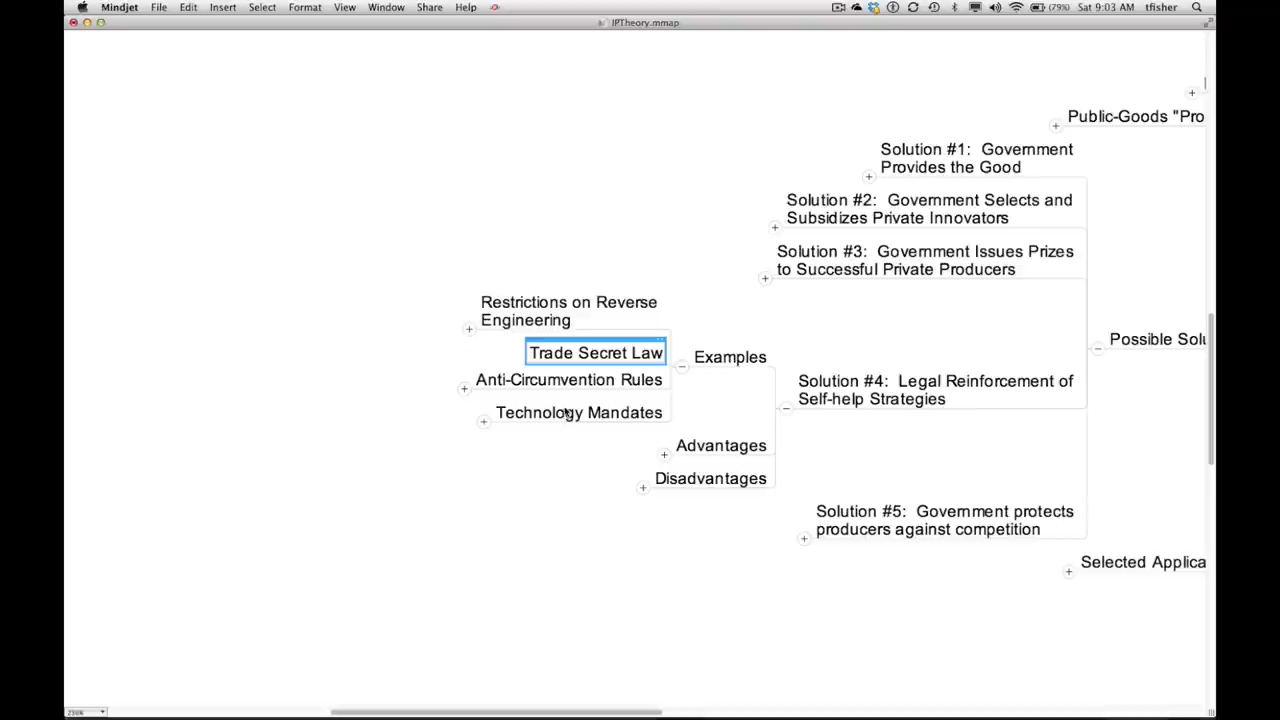 Mindjet File Edit Insert Select Format View Window Share Help (79%) Sat 9:03 AM tfisher
IPTheory.mmap
Public-Goods "Pro
Solution #1: Government
Provides the Good
Solution #2: Government Selects and
Subsidizes Private Innovators
Solution #3: Government Issues Prizes
to Successful Private Producers
Restrictions on Reverse
Engineering
Trade Secret Law
Anti-Circumvention Rules
Technology Mandates
Examples
Advantages
Disadvantages
Solution #4: Legal Reinforcement of
Self-help Strategies
Possible Solu
Solution #5: Government protects
producers against competition
Selected Applica